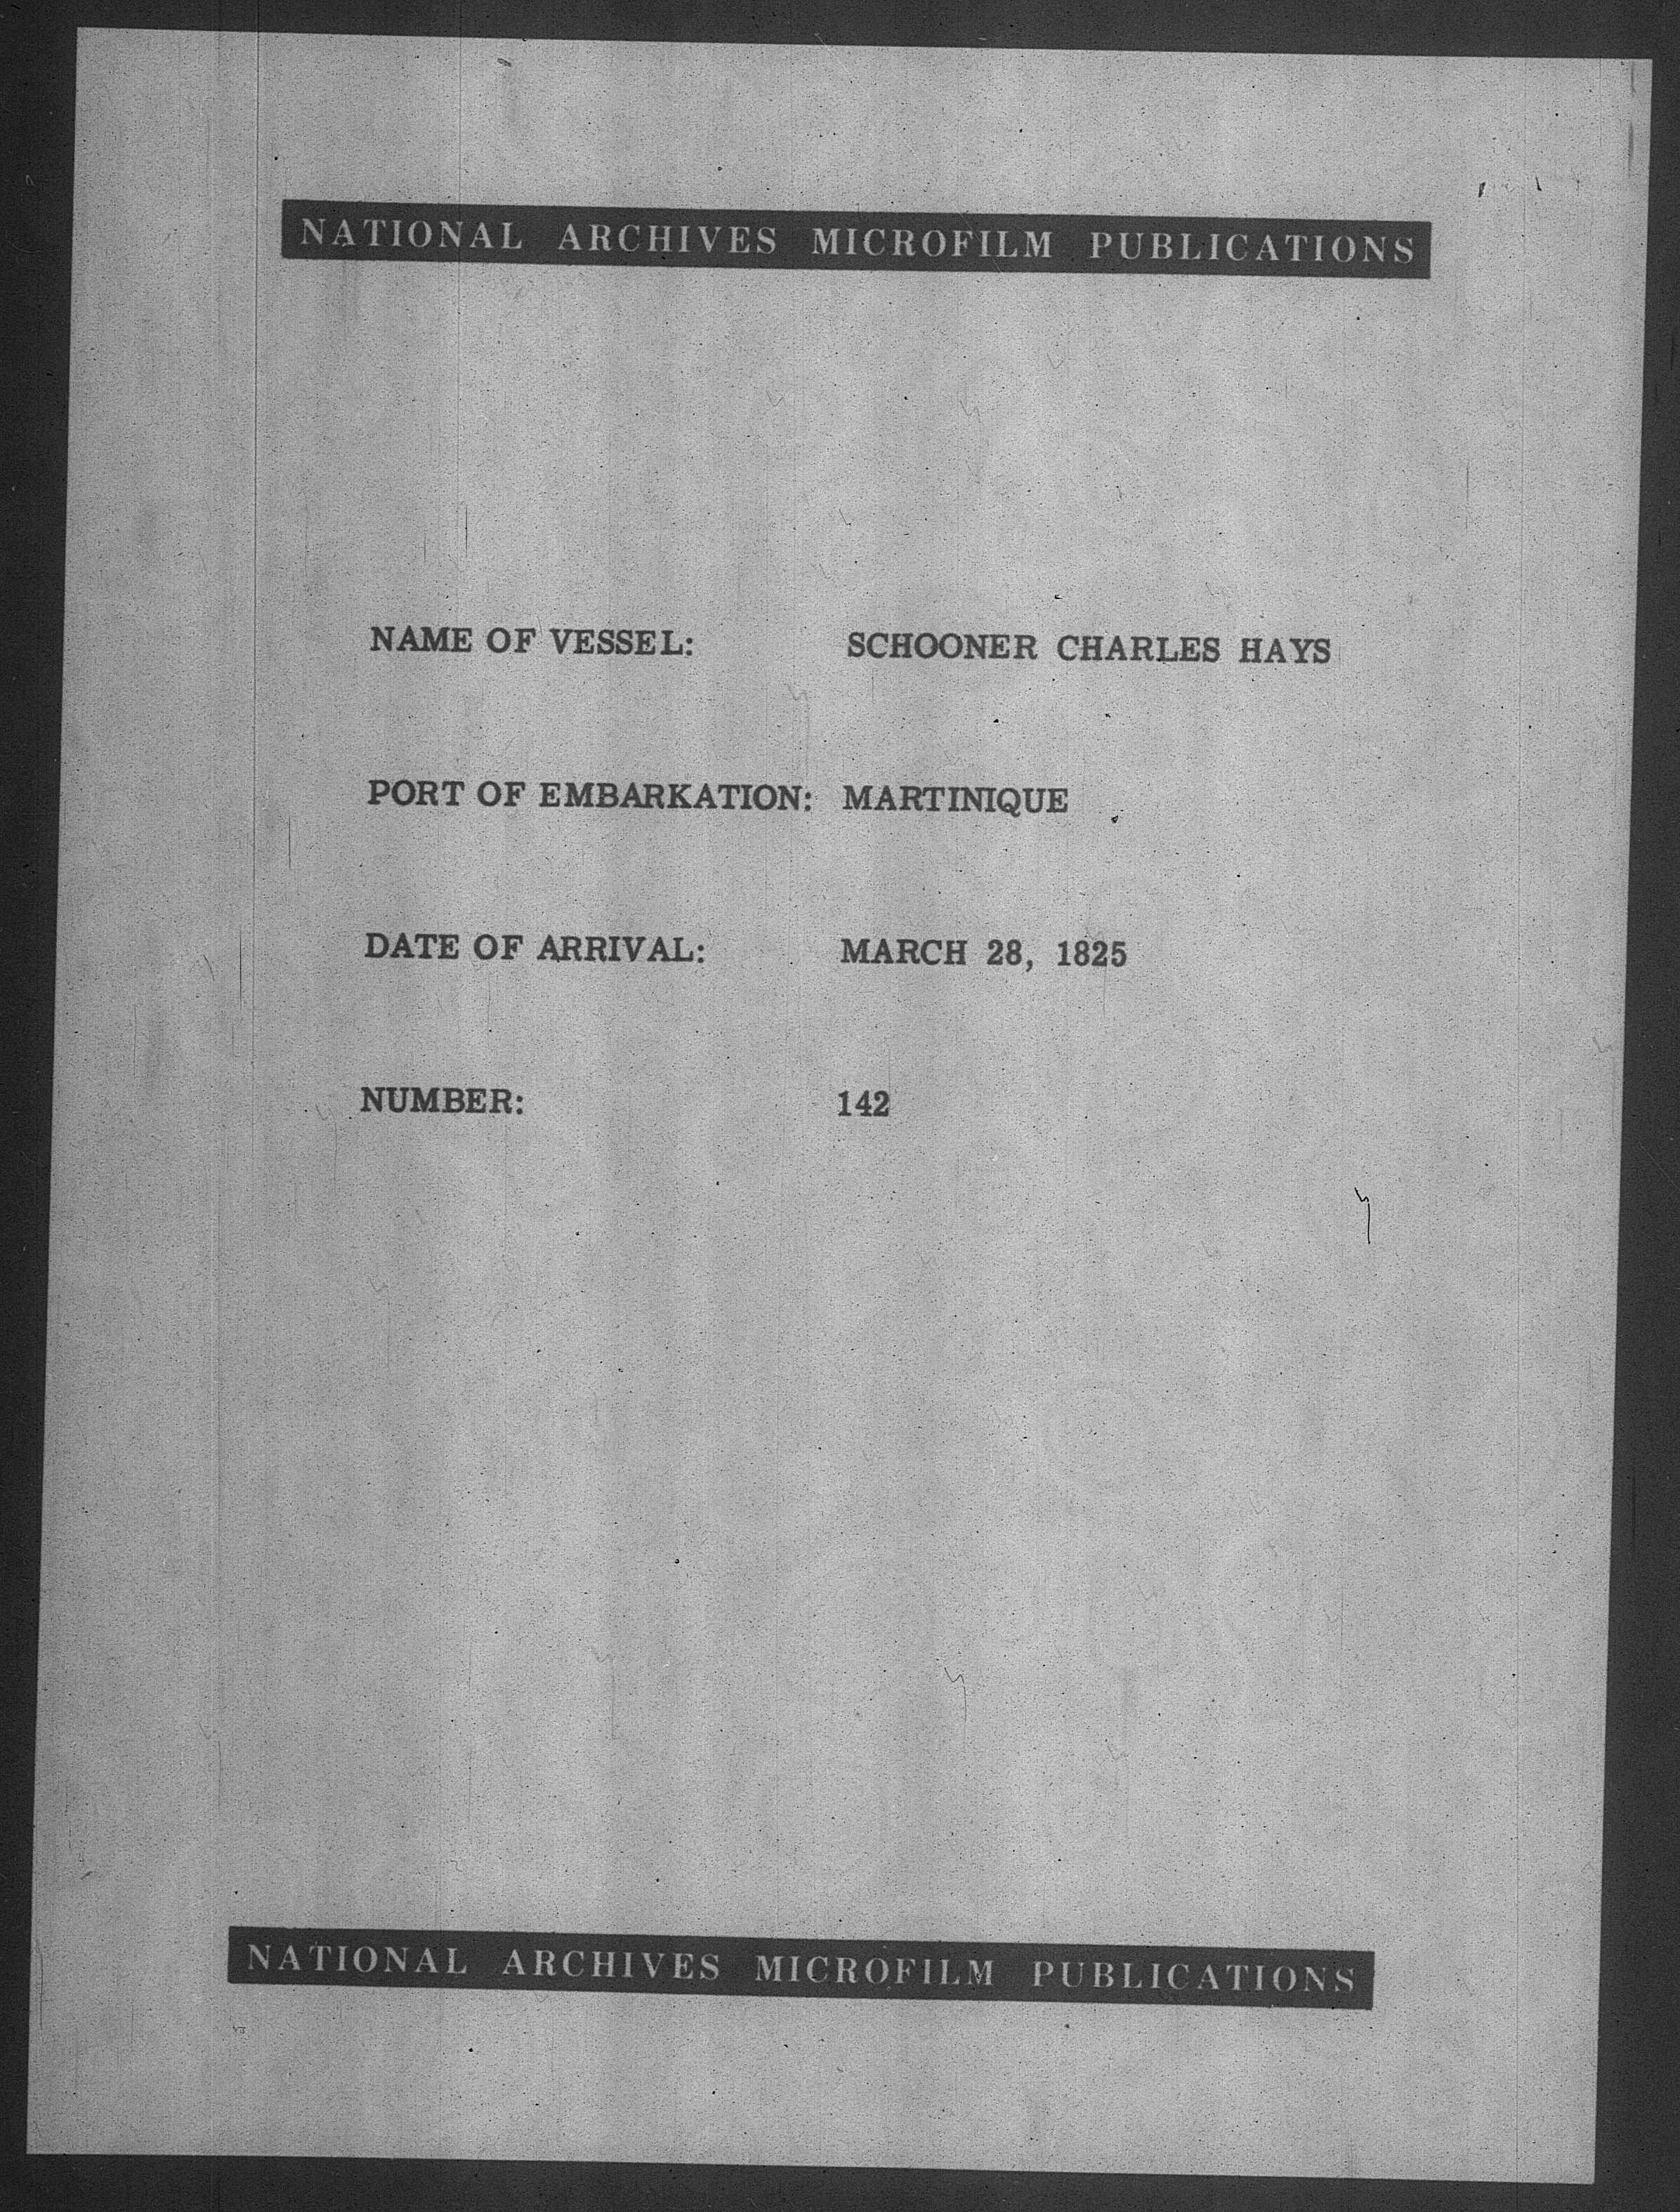 NATIONAL ARCHIVES MICROFILM PUBLICATIONS
NAME OF VESSEL: SCHOONER CHARLES HAYS
PORT OF EMBARKATION: MARTINIQUE
DATE OF ARRIVAL: MARCH 28, 1825
NUMBER: 142
NATIONAL ARCHIVES MICROFILM PUBLICATIONS